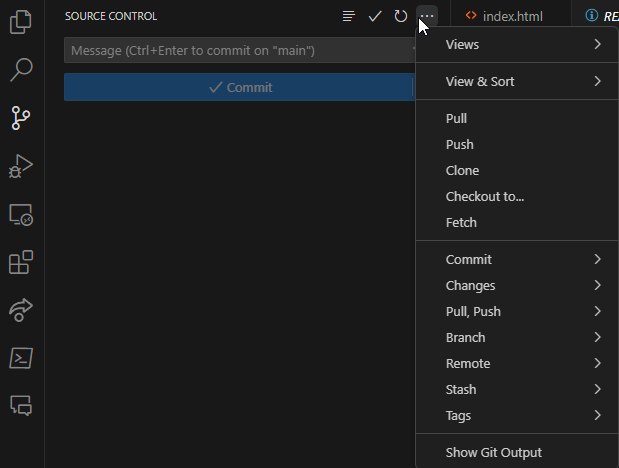 SOURCE CONTROL
index.html
RE
Message (Ctrl+Enter to commit on "main")
Commit
Views
View & Sort
Pull
Push
Clone
Checkout to...
Fetch
Commit
Changes
Pull, Push
Branch
Remote
Stash
Tags
Show Git Output